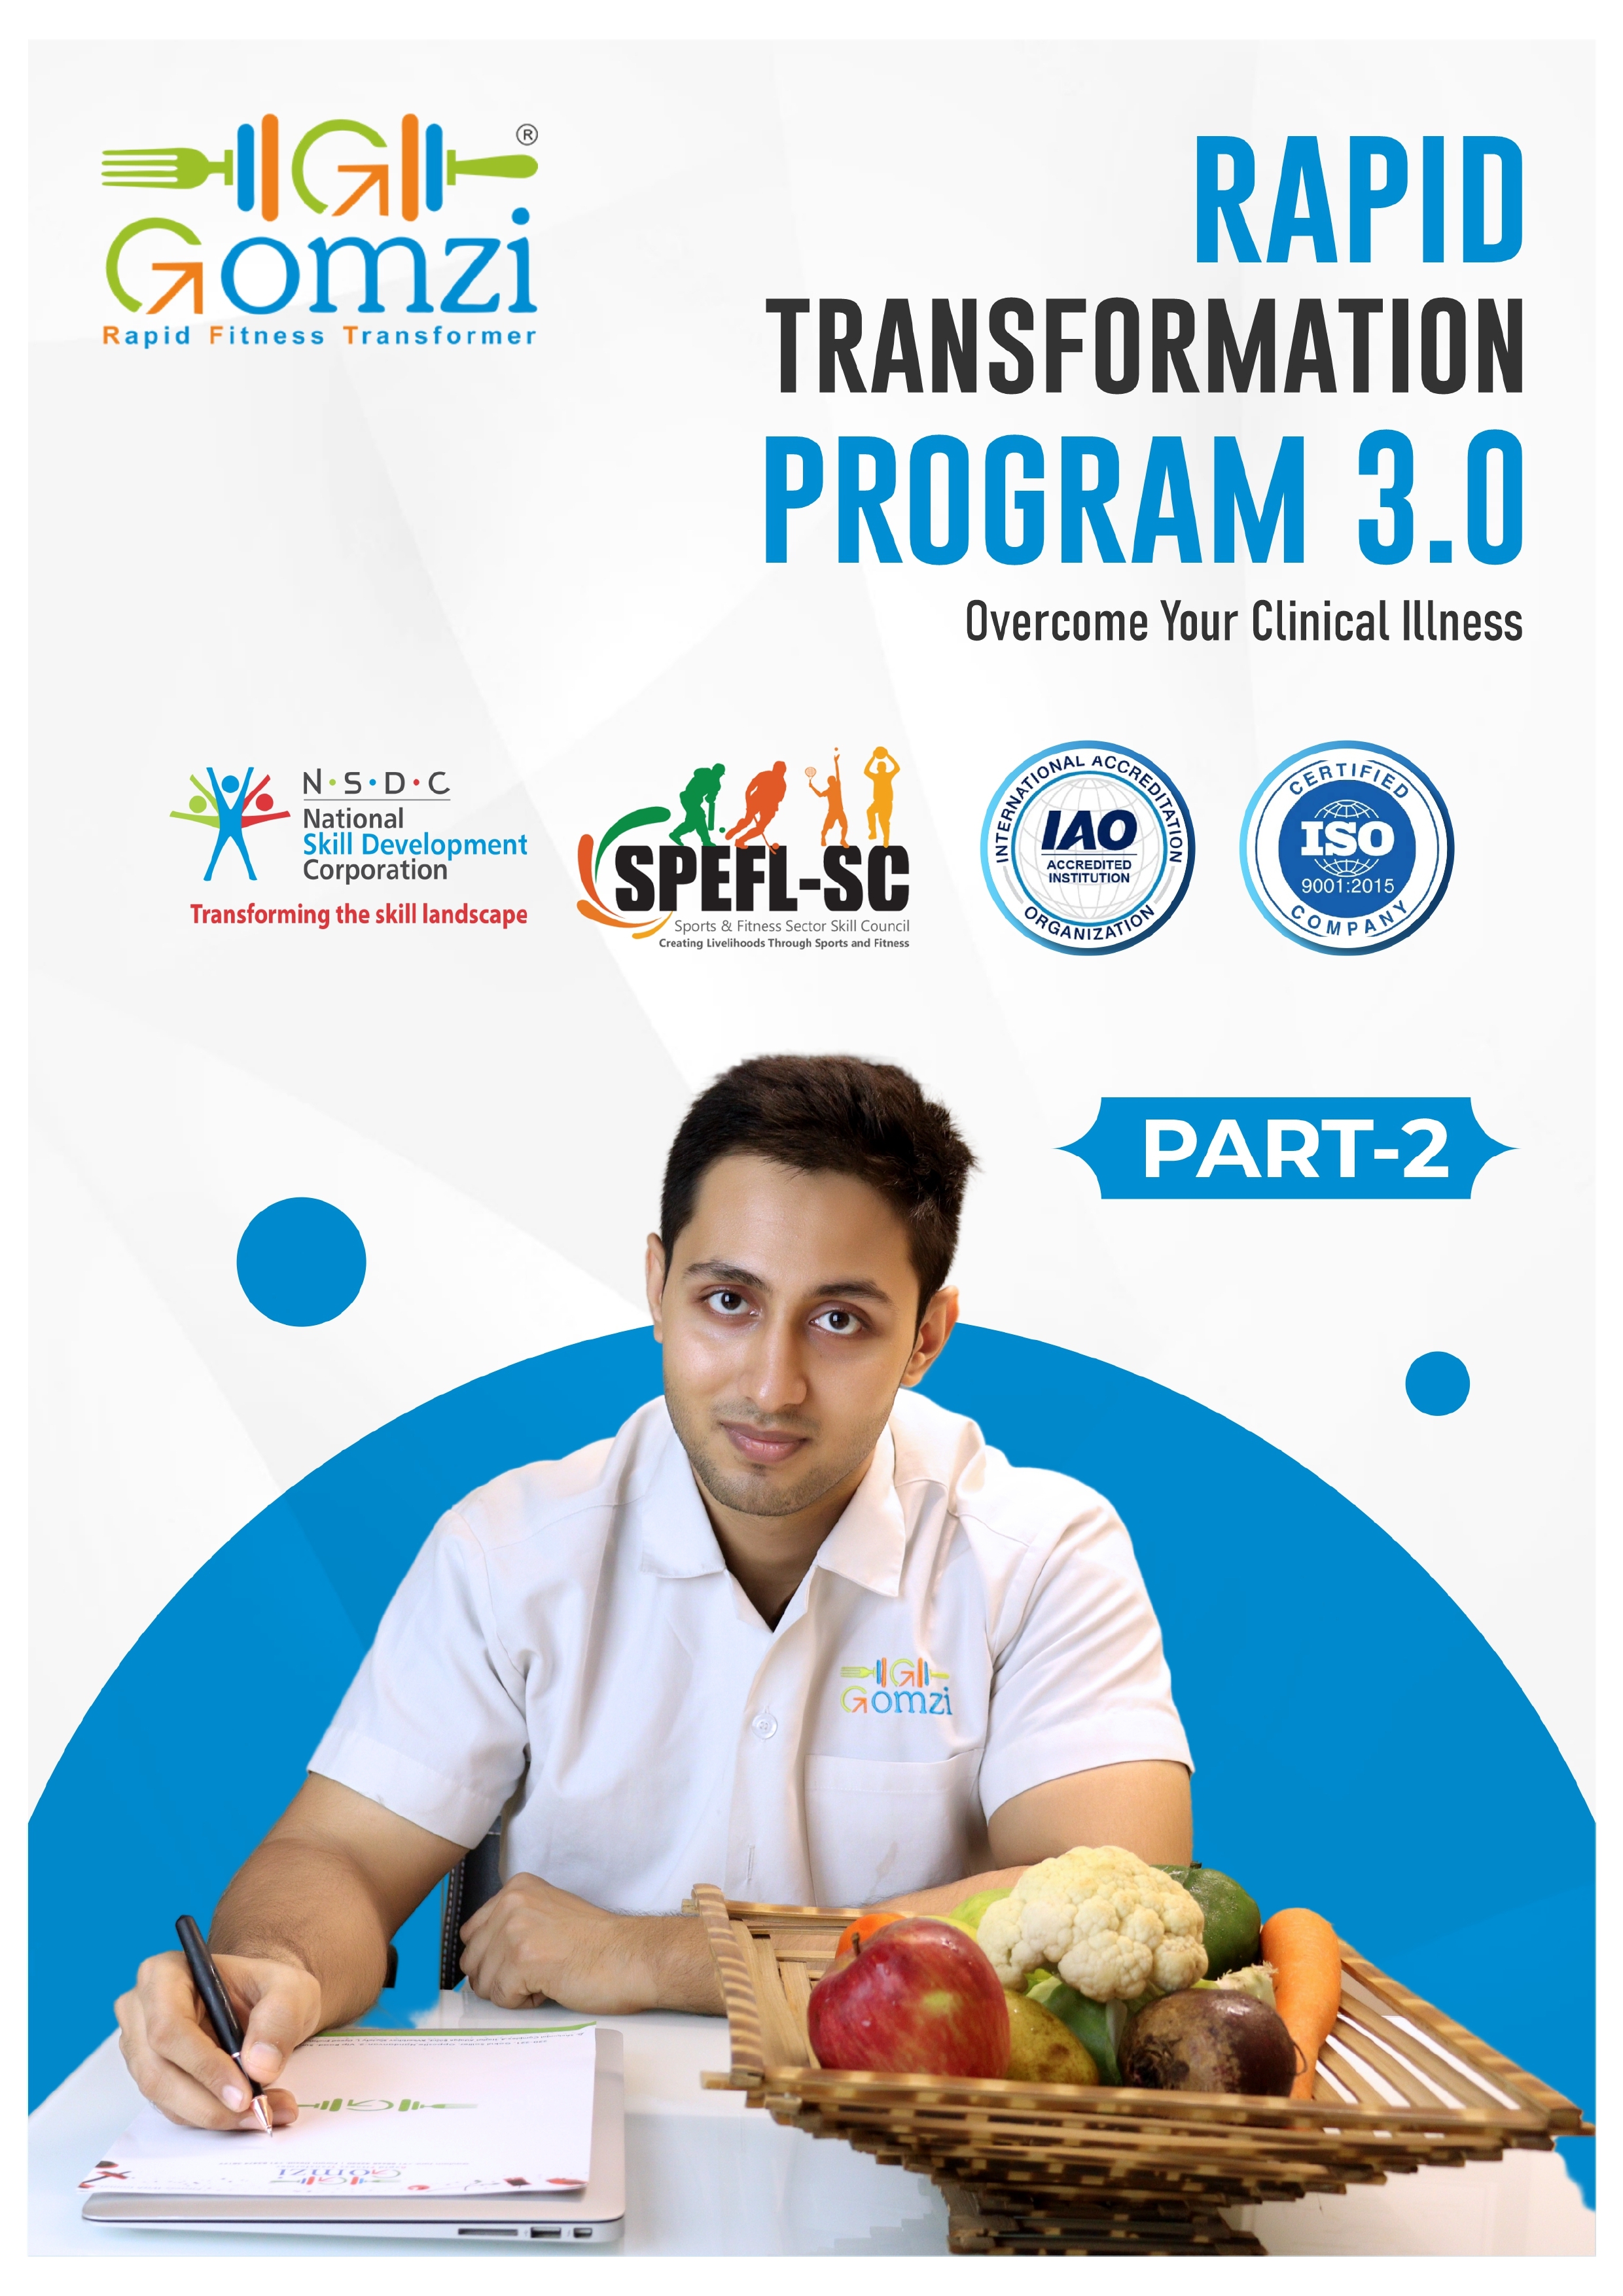 ®
Gomzi
Rapid Fitness Transformer
RAPID
TRANSFORMATION
PROGRAM 3.0
Overcome Your Clinical Illness
N·S·D·C
National
Skill Development
Corporation
Transforming the skill landscape
SPEFL-SC
Sports & Fitness Sector Skill Council
Creating Livelihoods Through Sports and Fitness
INTERNATIONAL ACCREDITATION
IAO
ACCREDITED
INSTITUTION
ORGANIZATION
CERTIFIED
ISO
9001:2015
COMPANY
PART-2
Gomzi
Gomzi